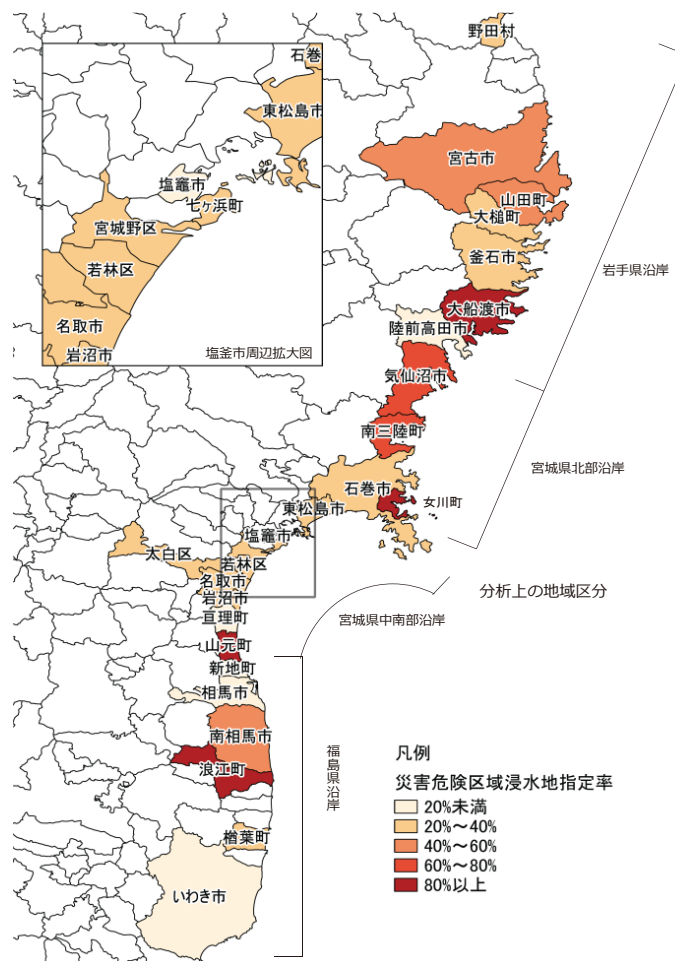 野田村
石巻
東松島市
塩竈市
七ヶ浜町
宮城野区
若林区
名取市
岩沼市
塩釜市周辺拡大図
宮古市
山田町
大槌町
釜石市
岩手県沿岸
大船渡市
陸前高田市
気仙沼市
南三陸町
宮城県北部沿岸
石巻市
女川町
東松島市
塩竈市
太白区
若林区
名取市
岩沼市
亘理町
山元町
新地町
相馬市
分析上の地域区分
宮城県中南部沿岸
南相馬市
浪江町
福島県沿岸
楢葉町
いわき市
凡例
災害危険区域浸水地指定率
20%未満
20%～40%
40%～60%
60%～80%
80%以上